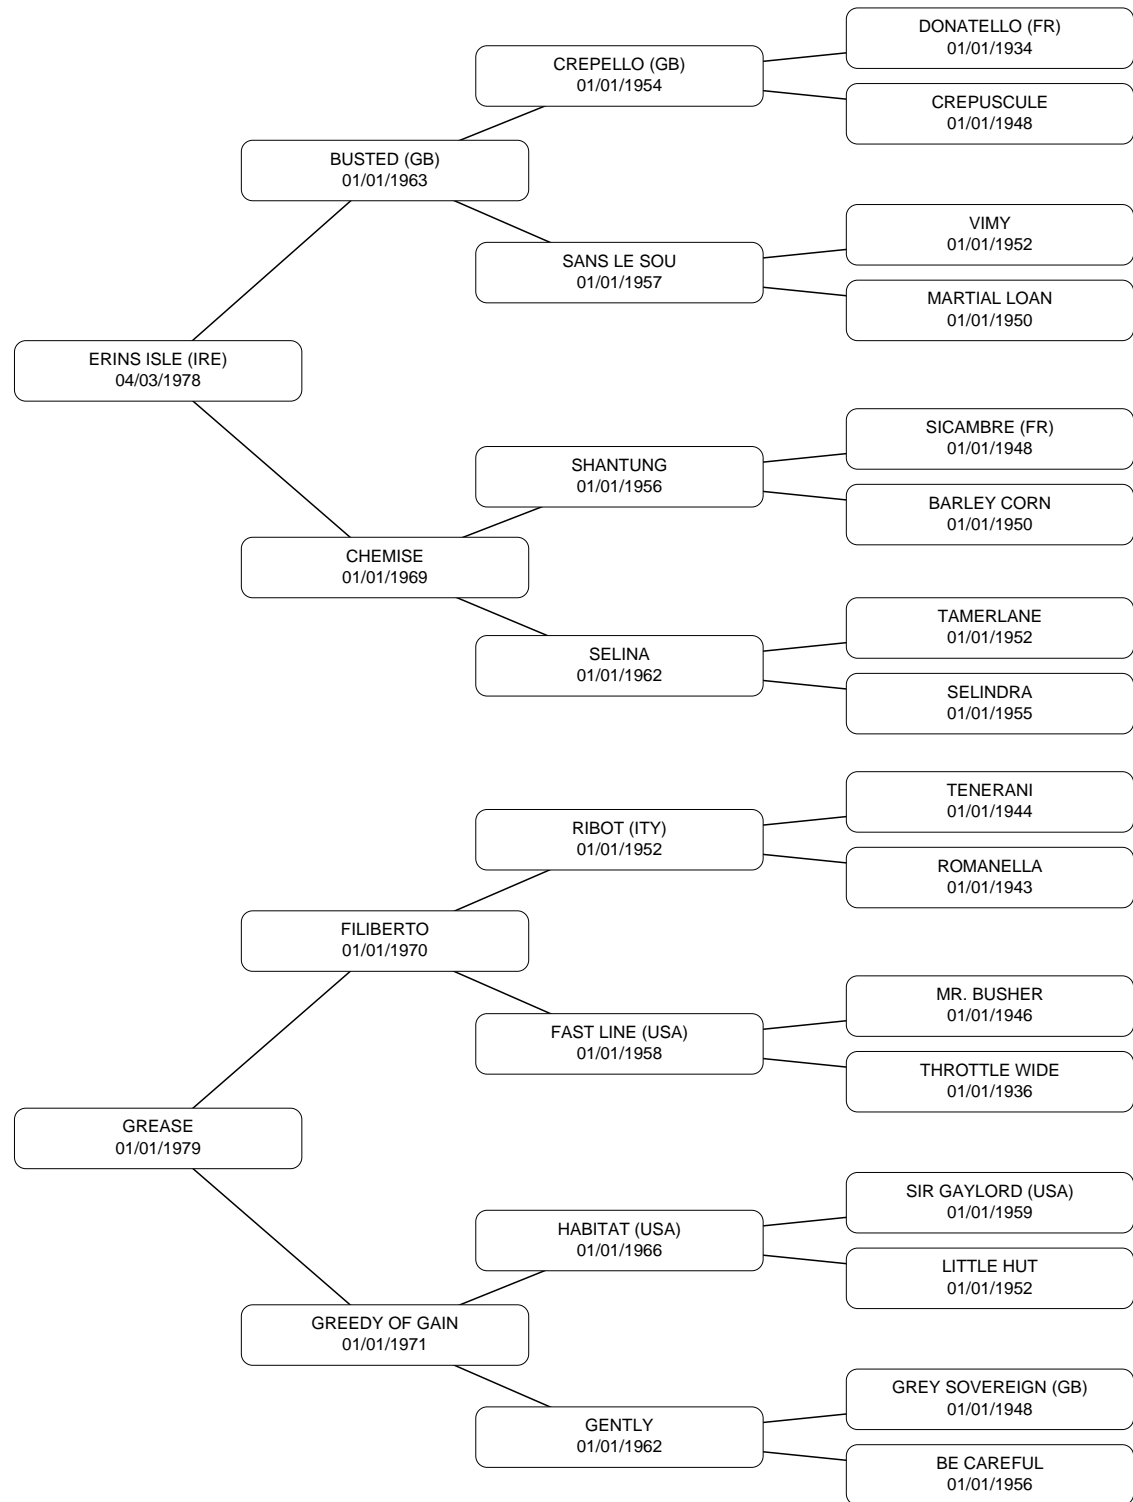 DONATELLO (FR)
01/01/1934
CREPELLO (GB)
01/01/1954
CREPUSCULE
01/01/1948
BUSTED (GB)
01/01/1963
VIMY
01/01/1952
SANS LE SOU
01/01/1957
MARTIAL LOAN
01/01/1950
ERINS ISLE (IRE)
04/03/1978
SICAMBRE (FR)
01/01/1948
SHANTUNG
01/01/1956
BARLEY CORN
01/01/1950
CHEMISE
01/01/1969
TAMERLANE
01/01/1952
SELINA
01/01/1962
SELINDRA
01/01/1955
TENERANI
01/01/1944
RIBOT (ITY)
01/01/1952
ROMANELLA
01/01/1943
FILIBERTO
01/01/1970
MR. BUSHER
01/01/1946
FAST LINE (USA)
01/01/1958
THROTTLE WIDE
01/01/1936
GREASE
01/01/1979
SIR GAYLORD (USA)
01/01/1959
HABITAT (USA)
01/01/1966
LITTLE HUT
01/01/1952
GREEDY OF GAIN
01/01/1971
GREY SOVEREIGN (GB)
01/01/1948
GENTLY
01/01/1962
BE CAREFUL
01/01/1956